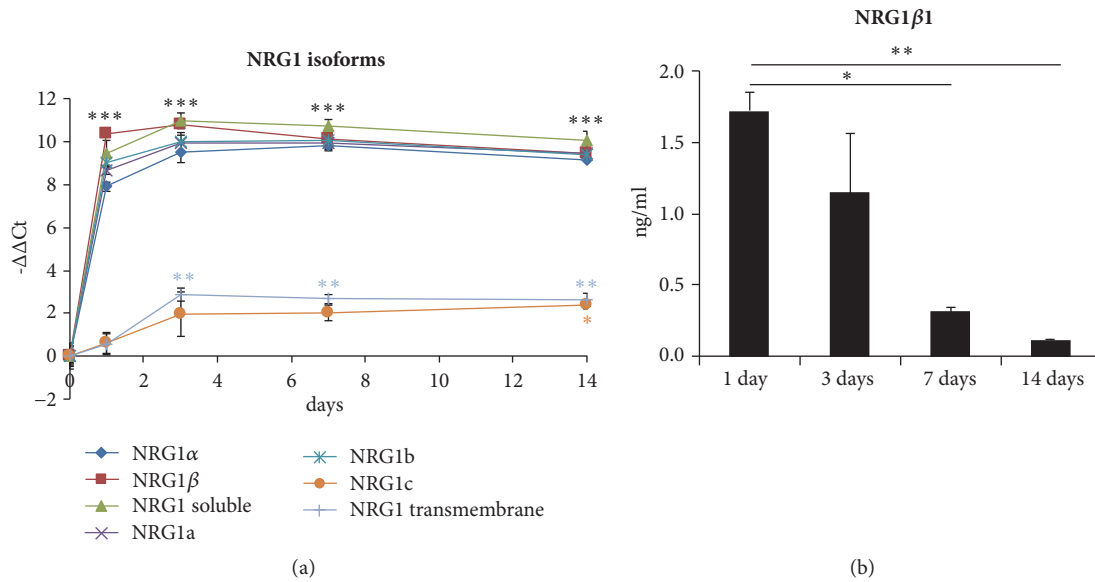 NRG1 isoforms
-ΔΔCt
12
10
8
6
4
2
0
−2
***
***
***
***
**
**
**
*
0
2
4
6
8
10
12
14
days
NRG1α
NRG1β
NRG1 soluble
NRG1a
NRG1b
NRG1c
NRG1 transmembrane
(a)
NRG1β1
**
*
ng/ml
2.0
1.5
1.0
0.5
0.0
1 day
3 days
7 days
14 days
(b)